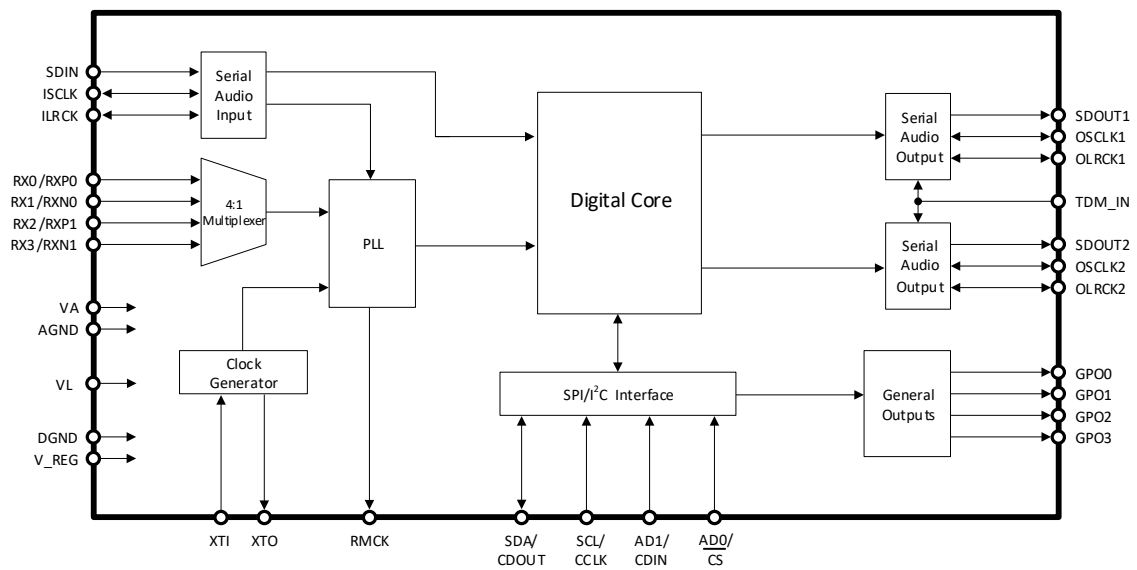 SDIN
ISCLK
ILRCK
Serial
Audio
Input
RX0/RXP0
RX1/RXN0
RX2/RXP1
RX3/RXN1
4:1
Multiplexer
PLL
Digital Core
Serial
Audio
Output
SDOUT1
OSCLK1
OLRCK1
TDM_IN
Serial
Audio
Output
SDOUT2
OSCLK2
OLRCK2
VA
AGND
VL
DGND
V_REG
Clock
Generator
SPI/I²C Interface
General
Outputs
GPO0
GPO1
GPO2
GPO3
XTI
XTO
RMCK
SDA/
CDOUT
SCL/
CCLK
AD1/
CDIN
AD0/
CS